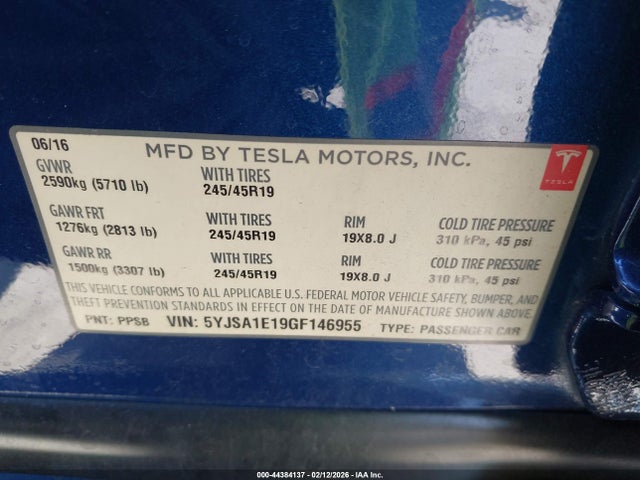 06/16
MFD BY TESLA MOTORS, INC.
TESLA
GVWR WITH TIRES
2590kg (5710 lb) 245/45R19
GAWR FRT WITH TIRES RIM COLD TIRE PRESSURE
1276kg (2813 lb) 245/45R19 19X8.0 J 310 kPa, 45 psi
GAWR RR WITH TIRES RIM COLD TIRE PRESSURE
1500kg (3307 lb) 245/45R19 19X8.0 J 310 kPa, 45 psi
THIS VEHICLE CONFORMS TO ALL APPLICABLE U.S. FEDERAL MOTOR VEHICLE SAFETY, BUMPER, AND
THEFT PREVENTION STANDARDS IN EFFECT ON THE DATE OF MANUFACTURE SHOWN ABOVE.
PNT: PPSB VIN: 5YJSA1E19GF146955 TYPE: PASSENGER CAR
000-44384137 - 02/12/2026 - IAA Inc.